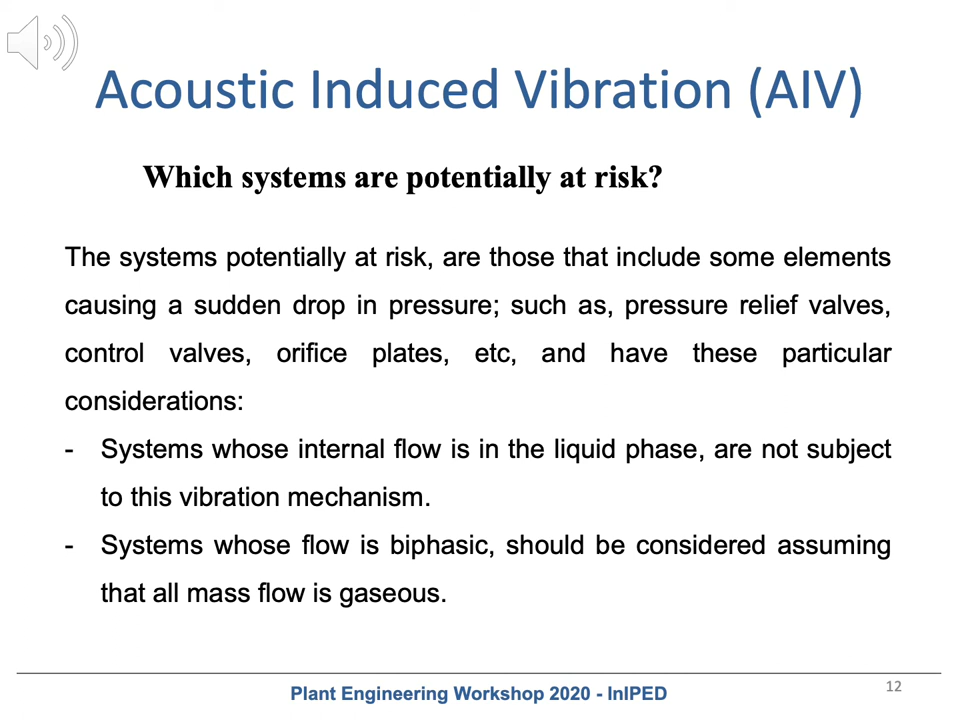 Acoustic Induced Vibration (AIV)
Which systems are potentially at risk?
The systems potentially at risk, are those that include some elements
causing a sudden drop in pressure; such as, pressure relief valves,
control valves, orifice plates, etc, and have these particular
considerations:
- Systems whose internal flow is in the liquid phase, are not subject
to this vibration mechanism.
- Systems whose flow is biphasic, should be considered assuming
that all mass flow is gaseous.
Plant Engineering Workshop 2020 - InIPED
12